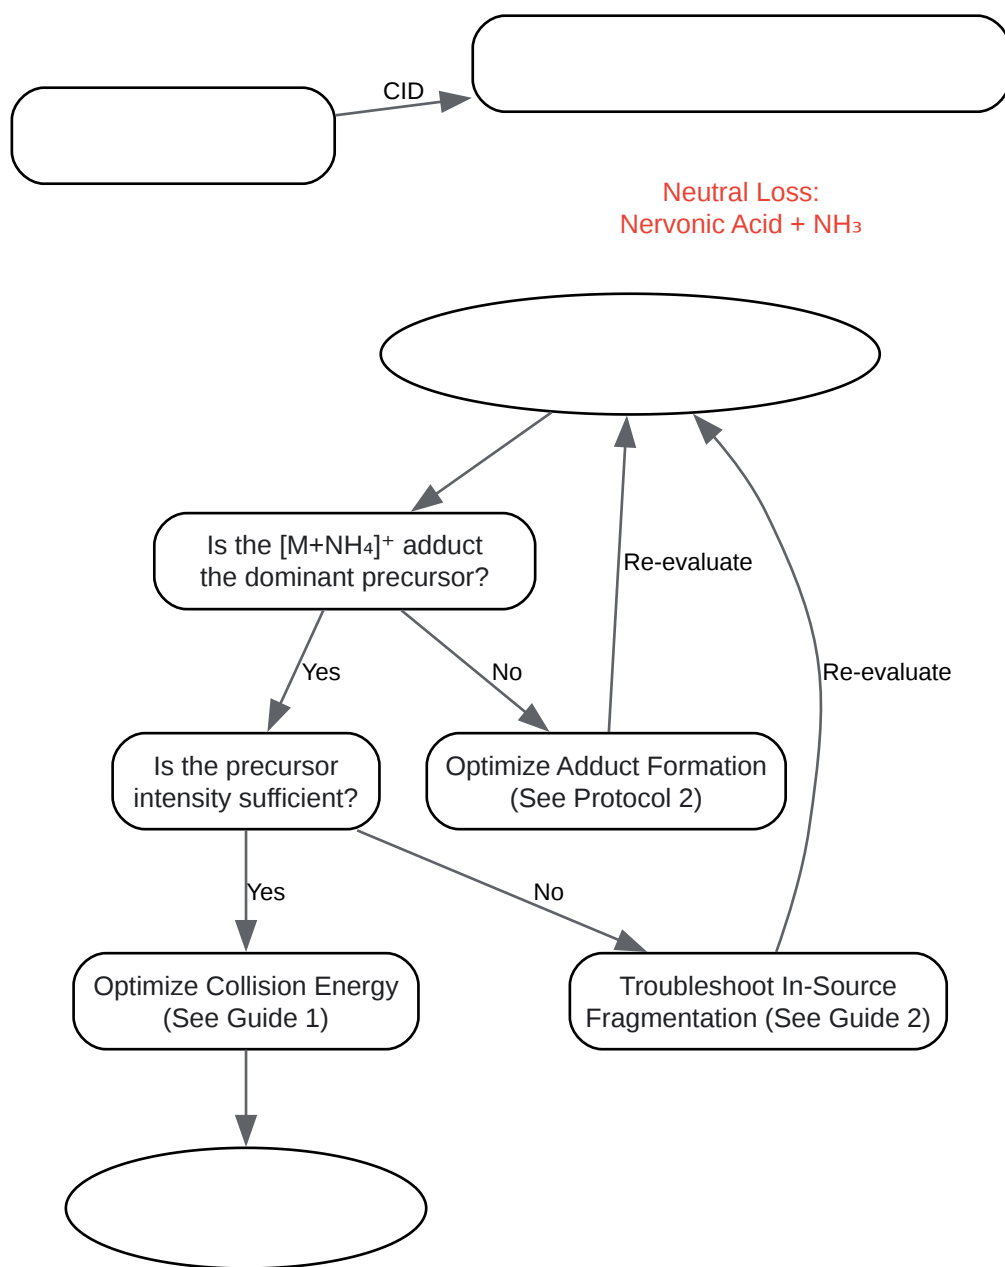 CID
Neutral Loss:
Nervonic Acid + NH₃
Is the [M+NH₄]⁺ adduct
the dominant precursor?
Re-evaluate
Yes
No
Re-evaluate
Is the precursor
intensity sufficient?
Optimize Adduct Formation
(See Protocol 2)
Yes
No
Optimize Collision Energy
(See Guide 1)
Troubleshoot In-Source
Fragmentation (See Guide 2)